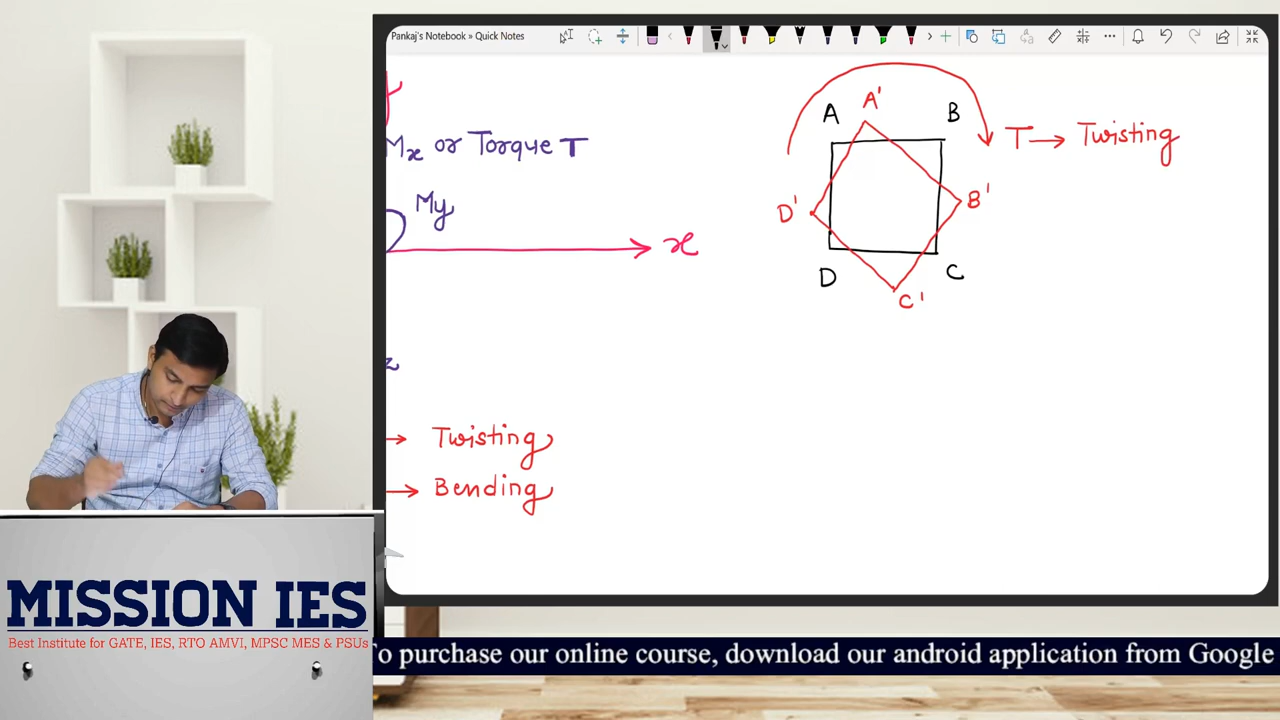 Pankaj's Notebook » Quick Notes
Mx or Torque T
My
x
A A' B
T → Twisting
D' B'
D C
C'
z
→ Twisting
→ Bending
MISSION IES
Best Institute for GATE, IES, RTO AMVI, MPSC MES & PSUs
To purchase our online course, download our android application from Google